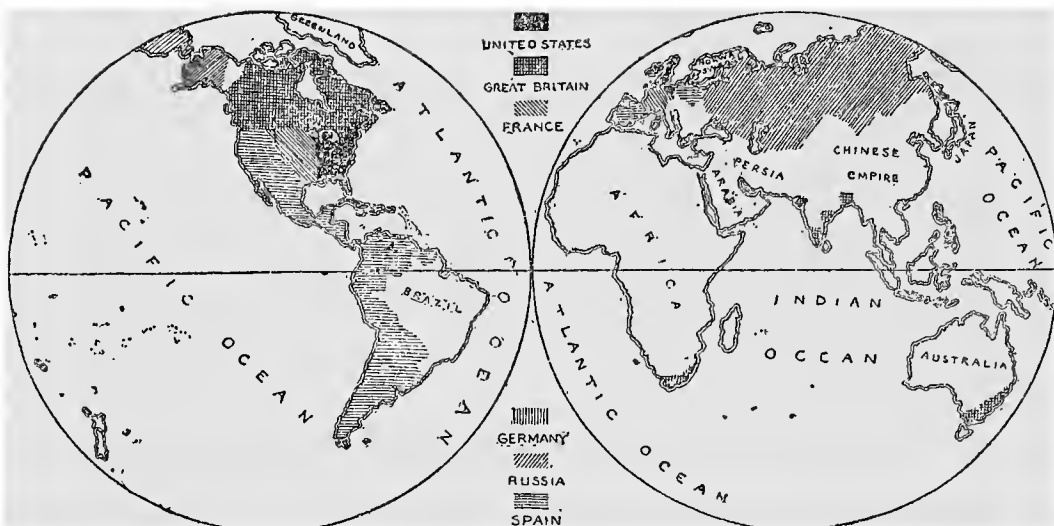 GREENLAND
ATLANTIC OCEAN
PACIFIC OCEAN
BRAZIL
UNITED STATES
GREAT BRITAIN
FRANCE
GERMANY
RUSSIA
SPAIN
NORWAY
CHINESE
EMPIRE
JAPAN
PERSIA
ARABIA
AFRICA
PACIFIC
OCEAN
INDIAN
OCEAN
AUSTRALIA
ATLANTIC OCEAN